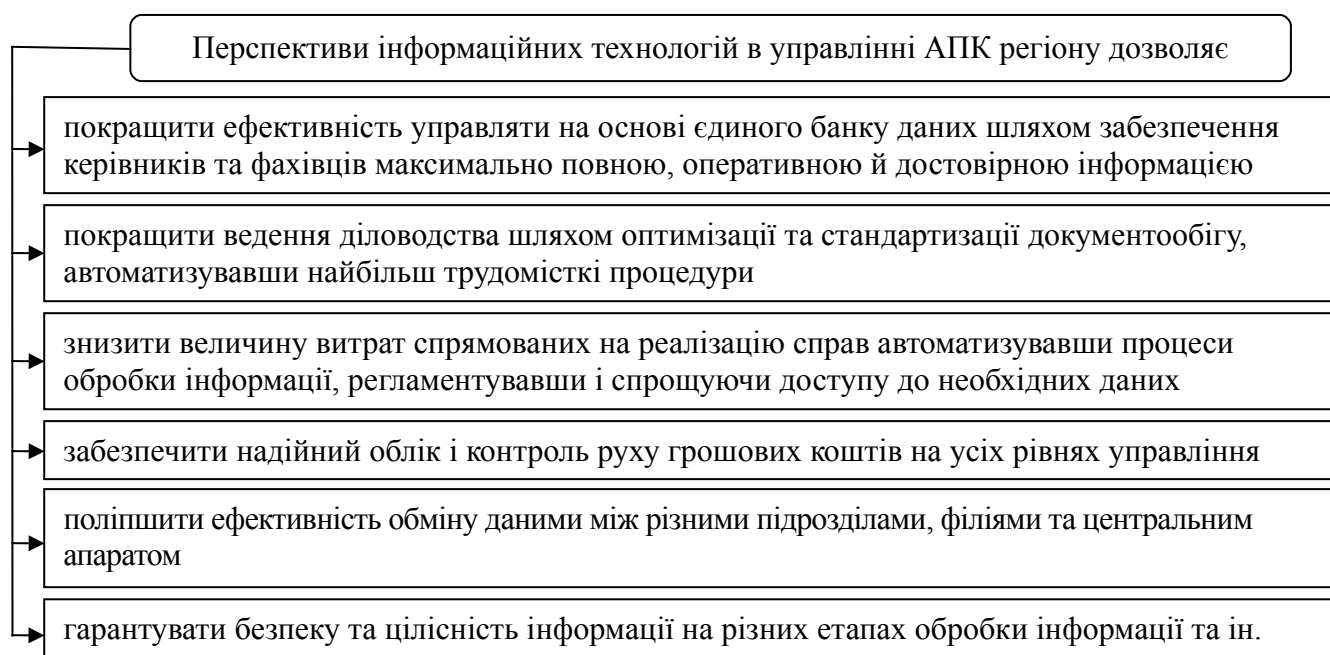 Перспективи інформаційних технологій в управлінні АПК регіону дозволяє
покращити ефективність управляти на основі єдиного банку даних шляхом забезпечення
керівників та фахівців максимально повною, оперативною й достовірною інформацією
покращити ведення діловодства шляхом оптимізації та стандартизації документообігу,
автоматизувавши найбільш трудомісткі процедури
знизити величину витрат спрямованих на реалізацію справ автоматизувавши процеси
обробки інформації, регламентувавши і спрощуючи доступу до необхідних даних
забезпечити надійний облік і контроль руху грошових коштів на усіх рівнях управління
поліпшити ефективність обміну даними між різними підрозділами, філіями та центральним
апаратом
гарантувати безпеку та цілісність інформації на різних етапах обробки інформації та ін.